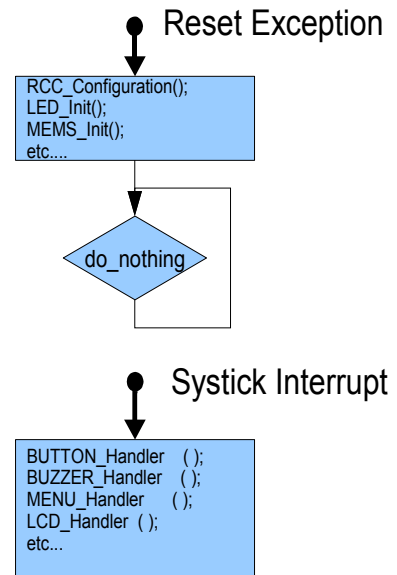 Reset Exception
RCC_Configuration();
LED_Init();
MEMS_Init();
etc....
do_nothing
Systick Interrupt
BUTTON_Handler ( );
BUZZER_Handler ( );
MENU_Handler ( );
LCD_Handler ( );
etc...